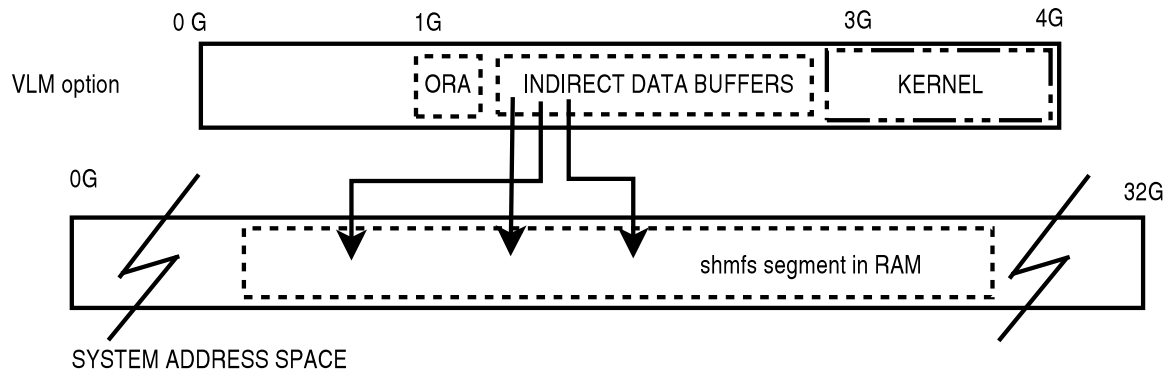 0 G 1G 3G 4G
VLM option ORA INDIRECT DATA BUFFERS KERNEL
0G 32G
shmfs segment in RAM
SYSTEM ADDRESS SPACE